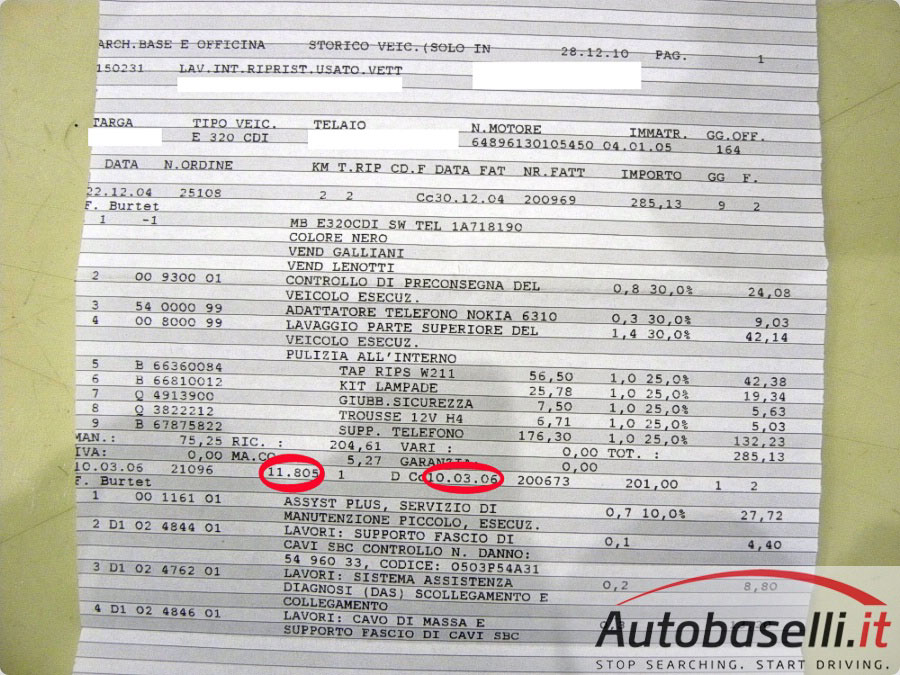 ARCH.BASE E OFFICINA STORICO VEIC.(SOLO IN 28.12.10 PAG. 1
150231 LAV.INT.RIPRIST.USATO.VETT
TARGA TIPO VEIC. TELAIO N.MOTORE IMMATR. GG.OFF.
E 320 CDI 64896130105450 04.01.05 164
DATA N.ORDINE KM T.RIP CD.F DATA FAT NR.FATT IMPORTO GG F.
22.12.04 25108 2 2 Cc30.12.04 200969 285,13 9 2
F. Burtet
1 -1 MB E320CDI SW TEL 1A718190
COLORE NERO
VEND GALLIANI
VEND LENOTTI
2 00 9300 01 CONTROLLO DI PRECONSEGNA DEL 0,8 30,0% 24,08
VEICOLO ESECUZ.
3 54 0000 99 ADATTATORE TELEFONO NOKIA 6310 0,3 30,0% 9,03
4 00 8000 99 LAVAGGIO PARTE SUPERIORE DEL 1,4 30,0% 42,14
VEICOLO ESECUZ.
PULIZIA ALL'INTERNO
5 B 66360084 TAP RIPS W211 56,50 1,0 25,0% 42,38
6 B 66810012 KIT LAMPADE 25,78 1,0 25,0% 19,34
7 Q 4913900 GIUBB.SICUREZZA 7,50 1,0 25,0% 5,63
8 Q 3822212 TROUSSE 12V H4 6,71 1,0 25,0% 5,03
9 B 67875822 SUPP. TELEFONO 176,30 1,0 25,0% 132,23
MAN.: 75,25 RIC. : 204,61 VARI : 0,00 TOT. : 285,13
IVA: 0,00 MA.CO 5,27 GARANZIA 0,00
10.03.06 21096 11.805 1 D Cc10.03.06 200673 201,00 1 2
F. Burtet
1 00 1161 01 ASSYST PLUS, SERVIZIO DI 0,7 10,0% 27,72
MANUTENZIONE PICCOLO, ESECUZ.
2 D1 02 4844 01 LAVORI: SUPPORTO FASCIO DI 0,1 4,40
CAVI SBC CONTROLLO N. DANNO:
54 960 33, CODICE: 0503P54A31
3 D1 02 4762 01 LAVORI: SISTEMA ASSISTENZA 0,2 8,80
DIAGNOSI (DAS) SCOLLEGAMENTO E
COLLEGAMENTO
4 D1 02 4846 01 LAVORI: CAVO DI MASSA E
SUPPORTO FASCIO DI CAVI SBC
Autobaselli.it
STOP SEARCHING. START DRIVING.